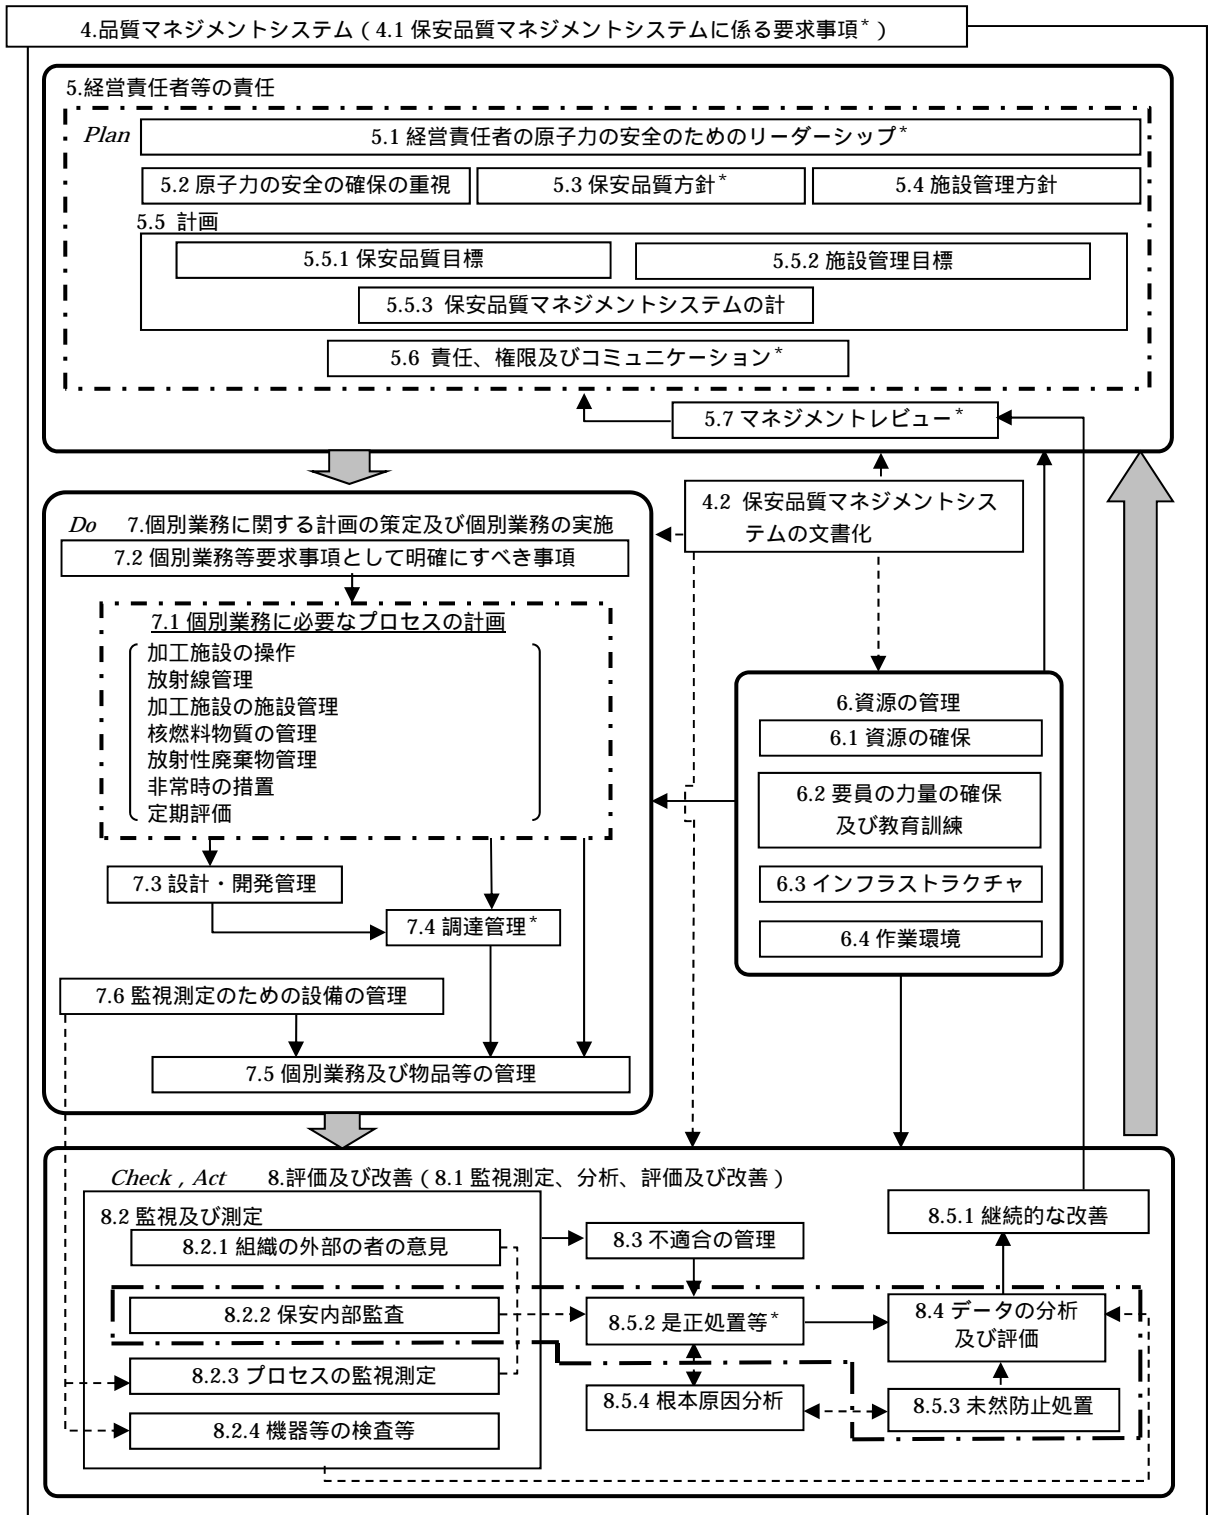 4.品質マネジメントシステム（4.1 保安品質マネジメントシステムに係る要求事項*）
5.経営責任者等の責任
Plan
5.1 経営責任者の原子力の安全のためのリーダーシップ*
5.2 原子力の安全の確保の重視
5.3 保安品質方針*
5.4 施設管理方針
5.5 計画
5.5.1 保安品質目標
5.5.2 施設管理目標
5.5.3 保安品質マネジメントシステムの計
5.6 責任、権限及びコミュニケーション*
5.7 マネジメントレビュー*
4.2 保安品質マネジメントシス
テムの文書化
Do 7.個別業務に関する計画の策定及び個別業務の実施
7.2 個別業務等要求事項として明確にすべき事項
7.1 個別業務に必要なプロセスの計画
加工施設の操作
放射線管理
加工施設の施設管理
核燃料物質の管理
放射性廃棄物管理
非常時の措置
定期評価
7.3 設計・開発管理
7.4 調達管理*
7.6 監視測定のための設備の管理
7.5 個別業務及び物品等の管理
6.資源の管理
6.1 資源の確保
6.2 要員の力量の確保
及び教育訓練
6.3 インフラストラクチャ
6.4 作業環境
Check , Act 8.評価及び改善（8.1 監視測定、分析、評価及び改善）
8.2 監視及び測定
8.2.1 組織の外部の者の意見
8.2.2 保安内部監査
8.2.3 プロセスの監視測定
8.2.4 機器等の検査等
8.3 不適合の管理
8.5.2 是正処置等*
8.5.4 根本原因分析
8.5.1 継続的な改善
8.4 データの分析
及び評価
8.5.3 未然防止処置